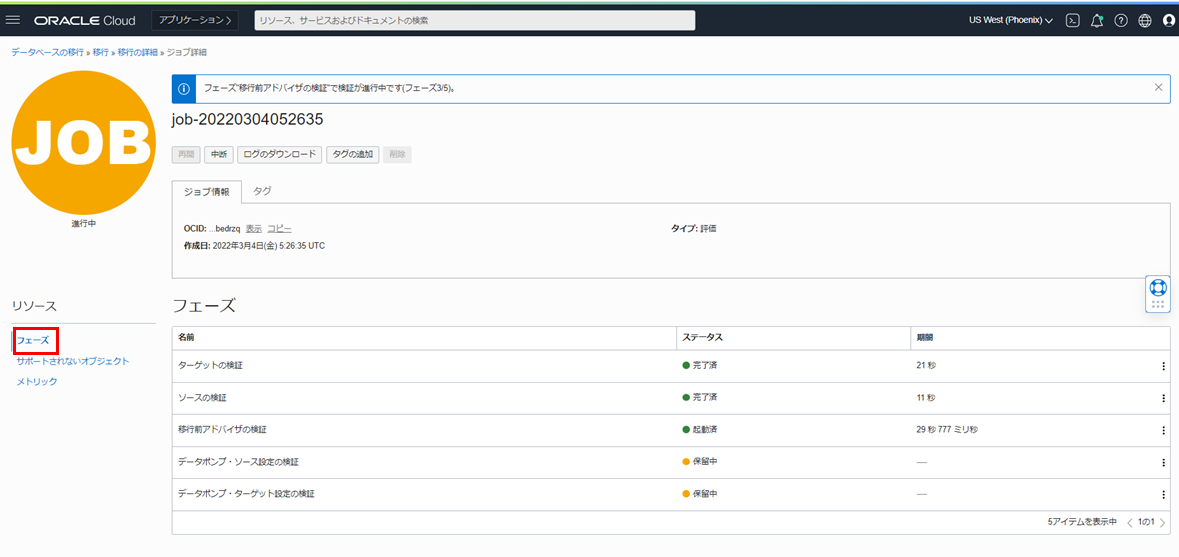 ORACLE Cloud アプリケーション リソース、サービスおよびドキュメントの検索 US West (Phoenix)
データベースの移行 » 移行 » 移行の詳細 » ジョブ詳細
JOB
進行中
フェーズ"移行前アドバイザの検証"で検証が進行中です(フェーズ3/5)。
job-20220304052635
再開 中断 ログのダウンロード タグの追加 削除
ジョブ情報 タグ
OCID: ...bedrzq 表示 コピー タイプ: 評価
作成日: 2022年3月4日(金) 5:26:35 UTC
リソース
フェーズ
サポートされないオブジェクト
メトリック
フェーズ
名前 ステータス 期間
ターゲットの検証 完了済 21 秒
ソースの検証 完了済 11 秒
移行前アドバイザの検証 起動済 29 秒 777 ミリ秒
データポンプ・ソース設定の検証 保留中 —
データポンプ・ターゲット設定の検証 保留中 —
5アイテムを表示中 < 1の1 >